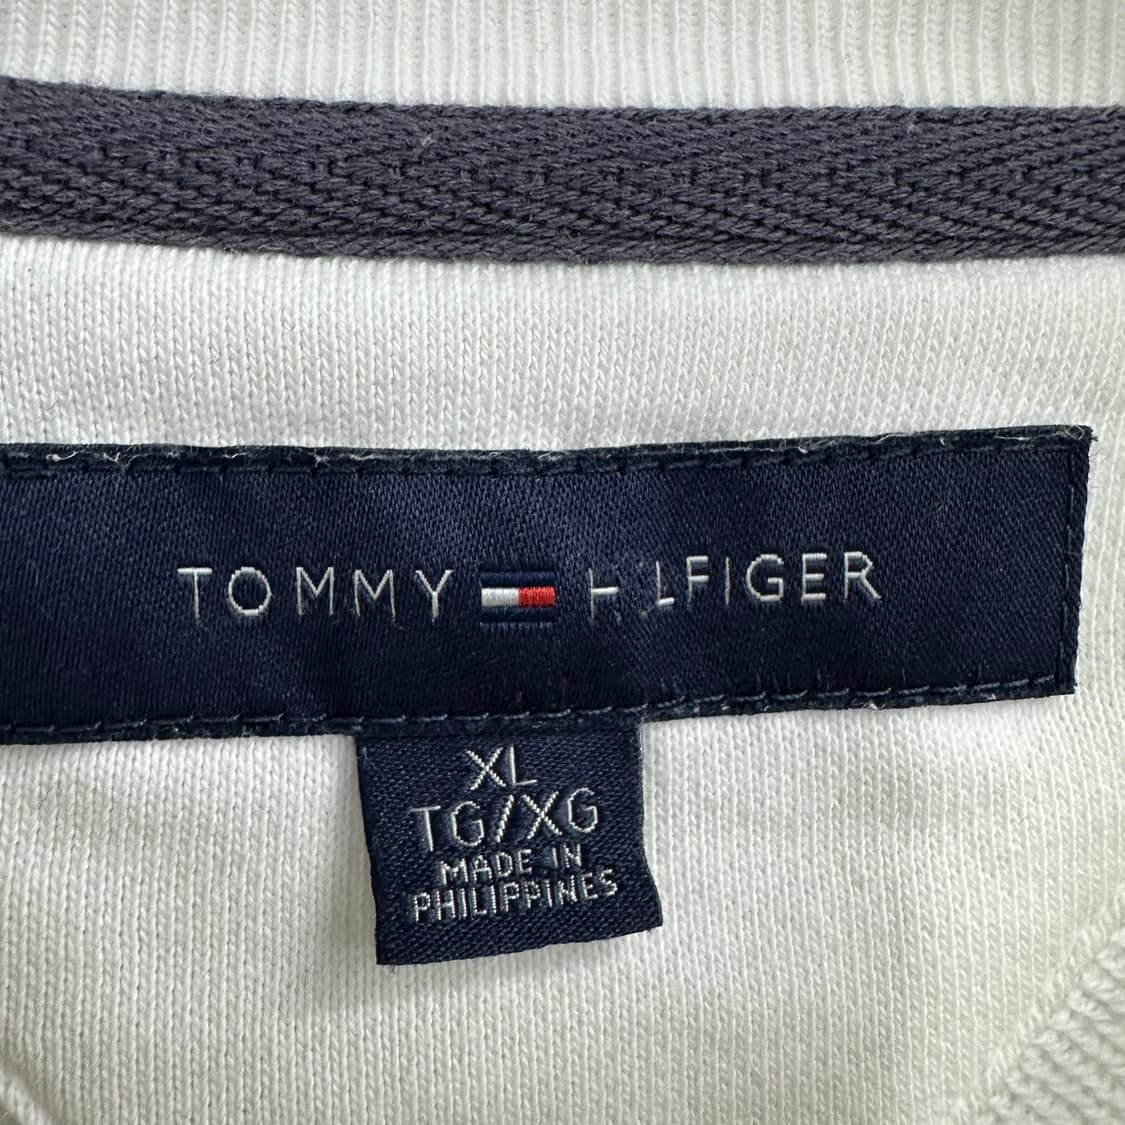 TOMMY HILFIGER
XL
TG/XG
MADE IN
PHILIPPINES